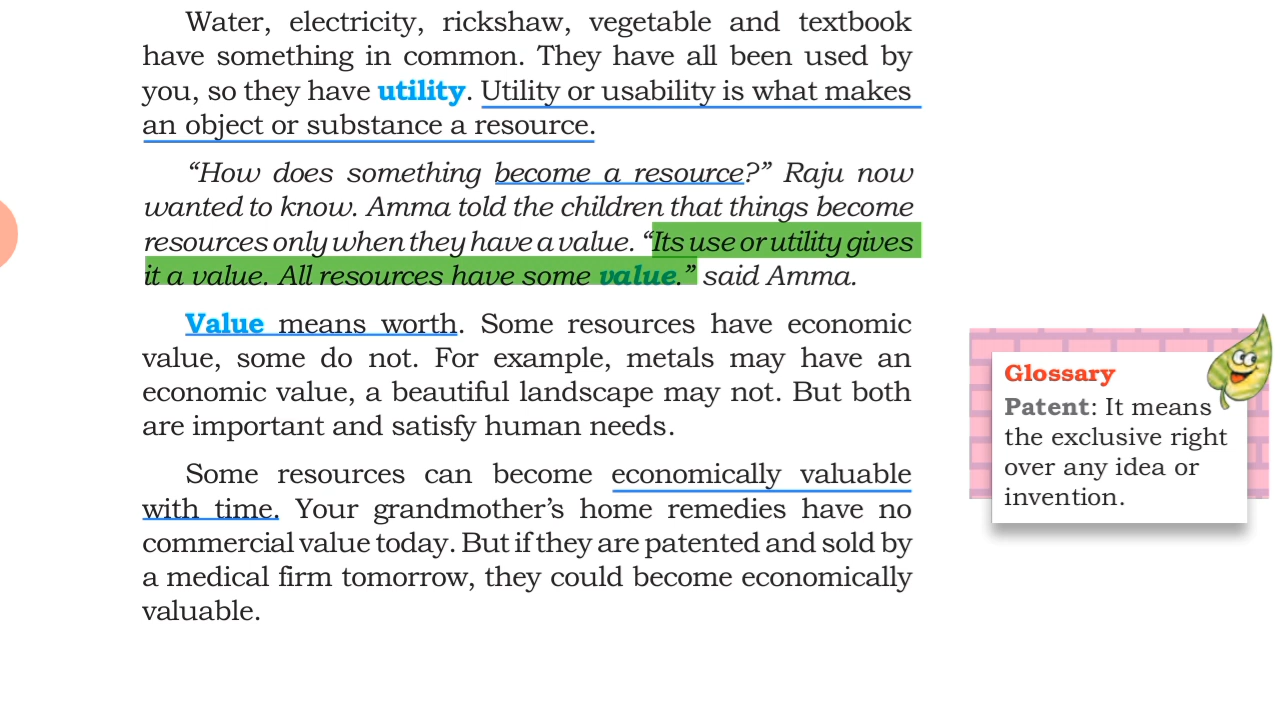 Water, electricity, rickshaw, vegetable and textbook
have something in common. They have all been used by
you, so they have utility. Utility or usability is what makes
an object or substance a resource.
“How does something become a resource?” Raju now
wanted to know. Amma told the children that things become
resources only when they have a value. “Its use or utility gives
it a value. All resources have some value.” said Amma.
Value means worth. Some resources have economic
value, some do not. For example, metals may have an
economic value, a beautiful landscape may not. But both
are important and satisfy human needs.
Some resources can become economically valuable
with time. Your grandmother’s home remedies have no
commercial value today. But if they are patented and sold by
a medical firm tomorrow, they could become economically
valuable.
Glossary
Patent: It means
the exclusive right
over any idea or
invention.